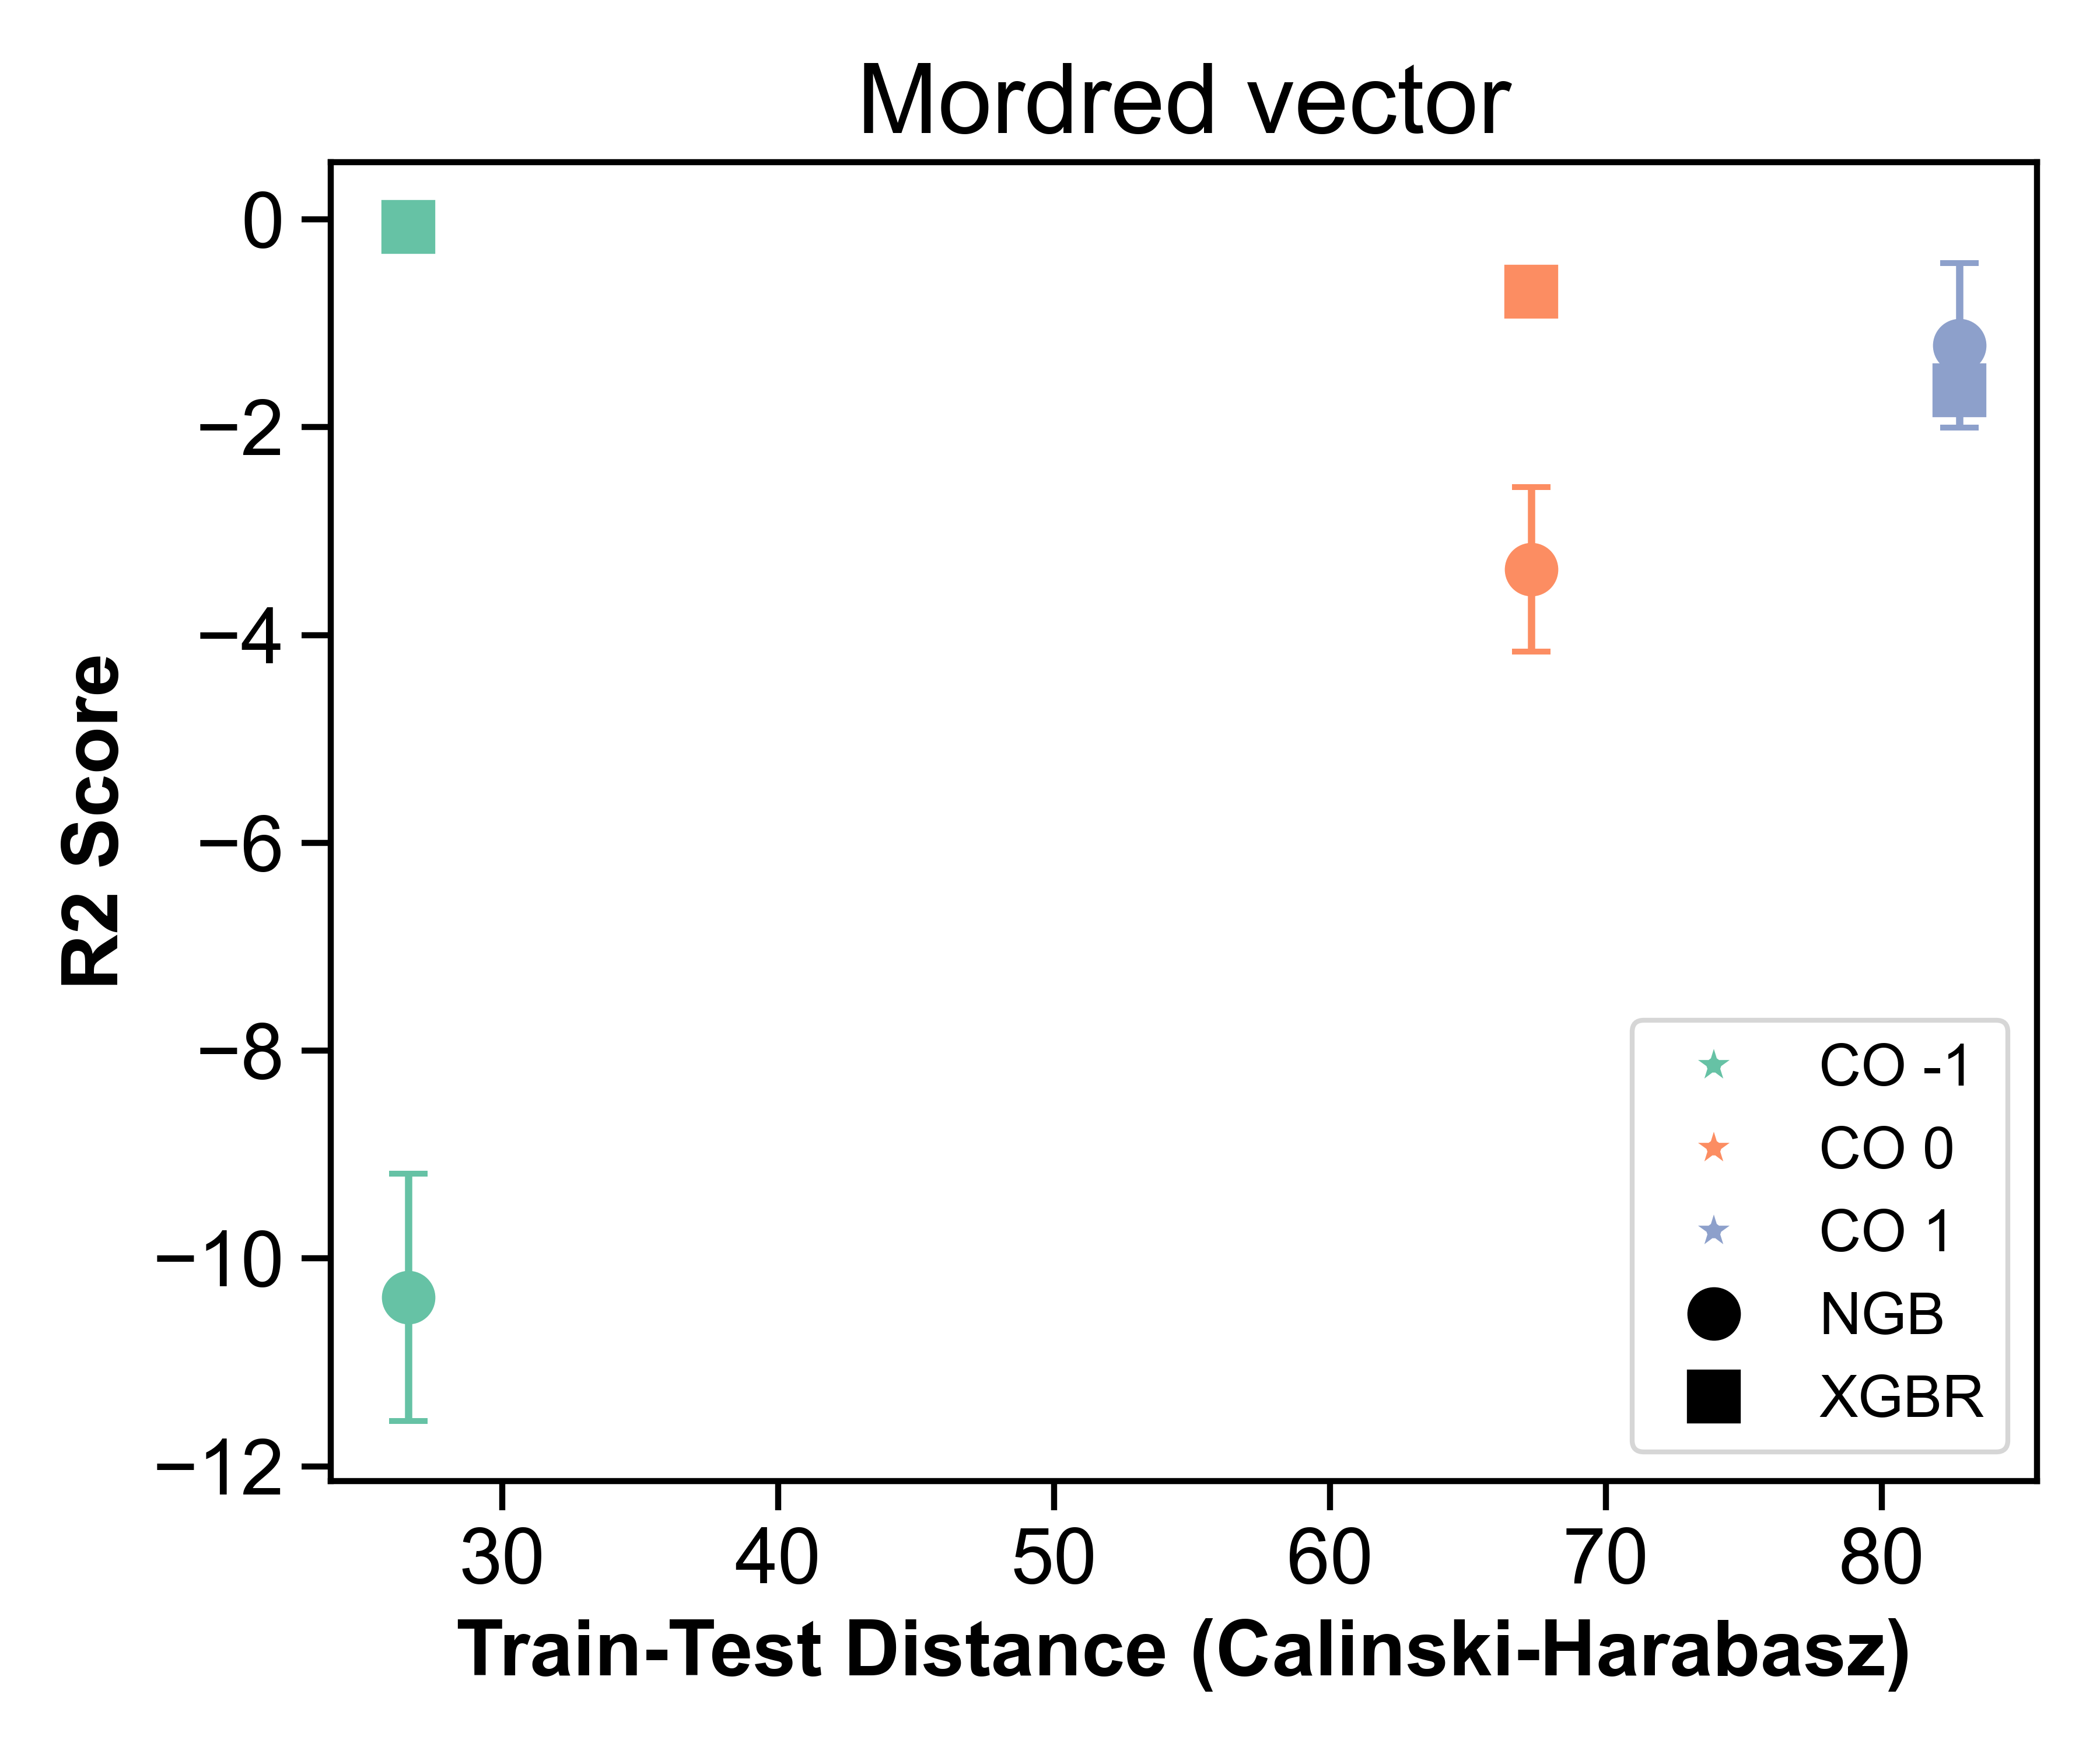 Mordred vector
0
−2
−4
−6
−8
−10
−12
R2 Score
30 40 50 60 70 80
Train-Test Distance (Calinski-Harabasz)
CO -1
CO 0
CO 1
NGB
XGBR